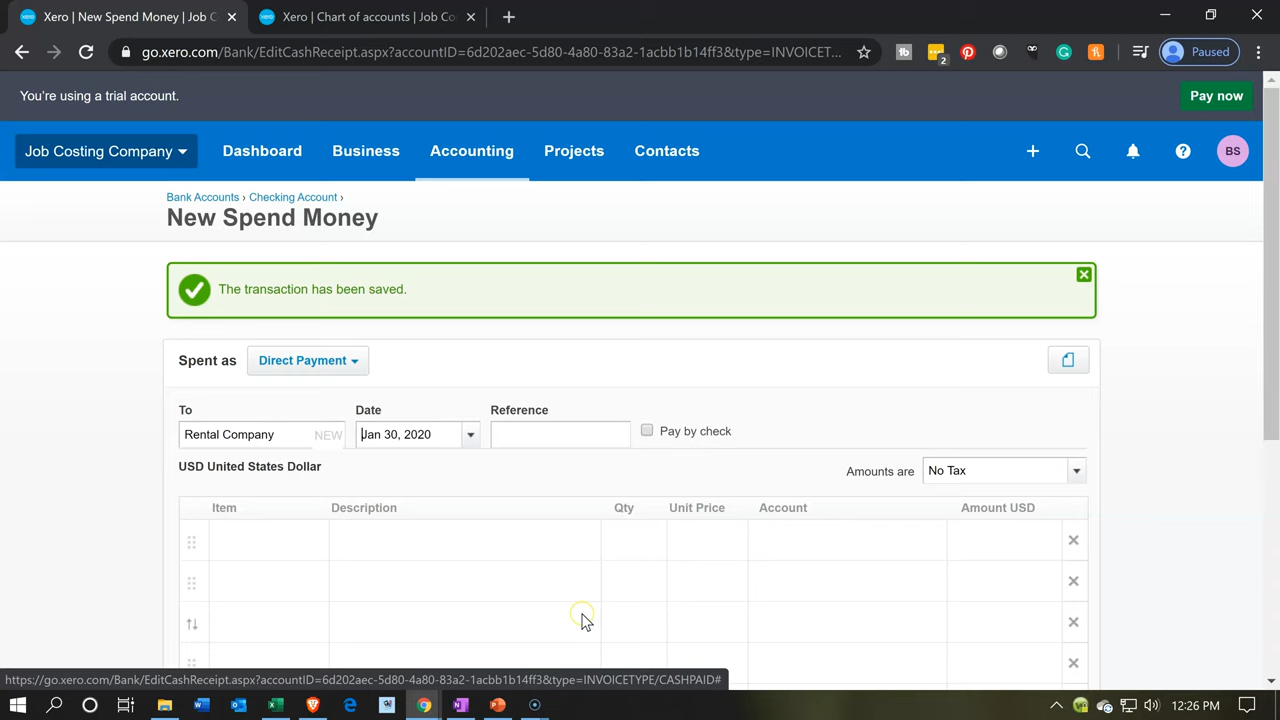 Xero | New Spend Money | Job C
Xero | Chart of accounts | Job Co
go.xero.com/Bank/EditCashReceipt.aspx?accountID=6d202aec-5d80-4a80-83a2-1acbb1b14ff3&type=INVOICET...
2
Paused
You're using a trial account.
Pay now
Job Costing Company
Dashboard
Business
Accounting
Projects
Contacts
BS
Bank Accounts › Checking Account ›
New Spend Money
The transaction has been saved.
Spent as
Direct Payment
To
Date
Reference
Rental Company
NEW
Jan 30, 2020
Pay by check
USD United States Dollar
Amounts are
No Tax
Item
Description
Qty
Unit Price
Account
Amount USD
https://go.xero.com/Bank/EditCashReceipt.aspx?accountID=6d202aec-5d80-4a80-83a2-1acbb1b14ff3&type=INVOICETYPE/CASHPAID#
12:26 PM